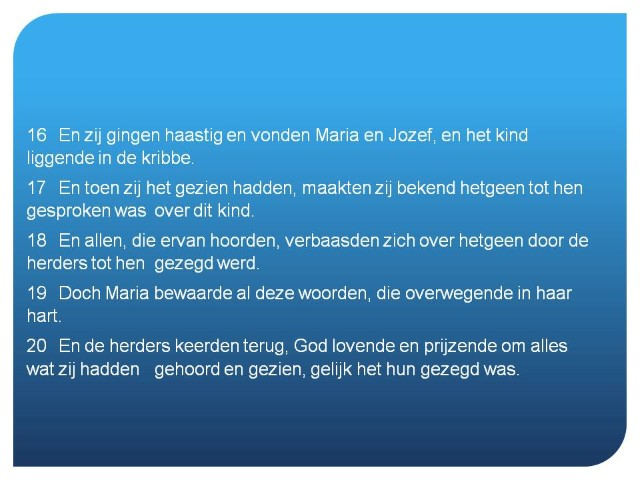 16 En zij gingen haastig en vonden Maria en Jozef, en het kind
liggende in de kribbe.
17 En toen zij het gezien hadden, maakten zij bekend hetgeen tot hen
gesproken was over dit kind.
18 En allen, die ervan hoorden, verbaasden zich over hetgeen door de
herders tot hen gezegd werd.
19 Doch Maria bewaarde al deze woorden, die overwegende in haar
hart.
20 En de herders keerden terug, God lovende en prijzende om alles
wat zij hadden gehoord en gezien, gelijk het hun gezegd was.